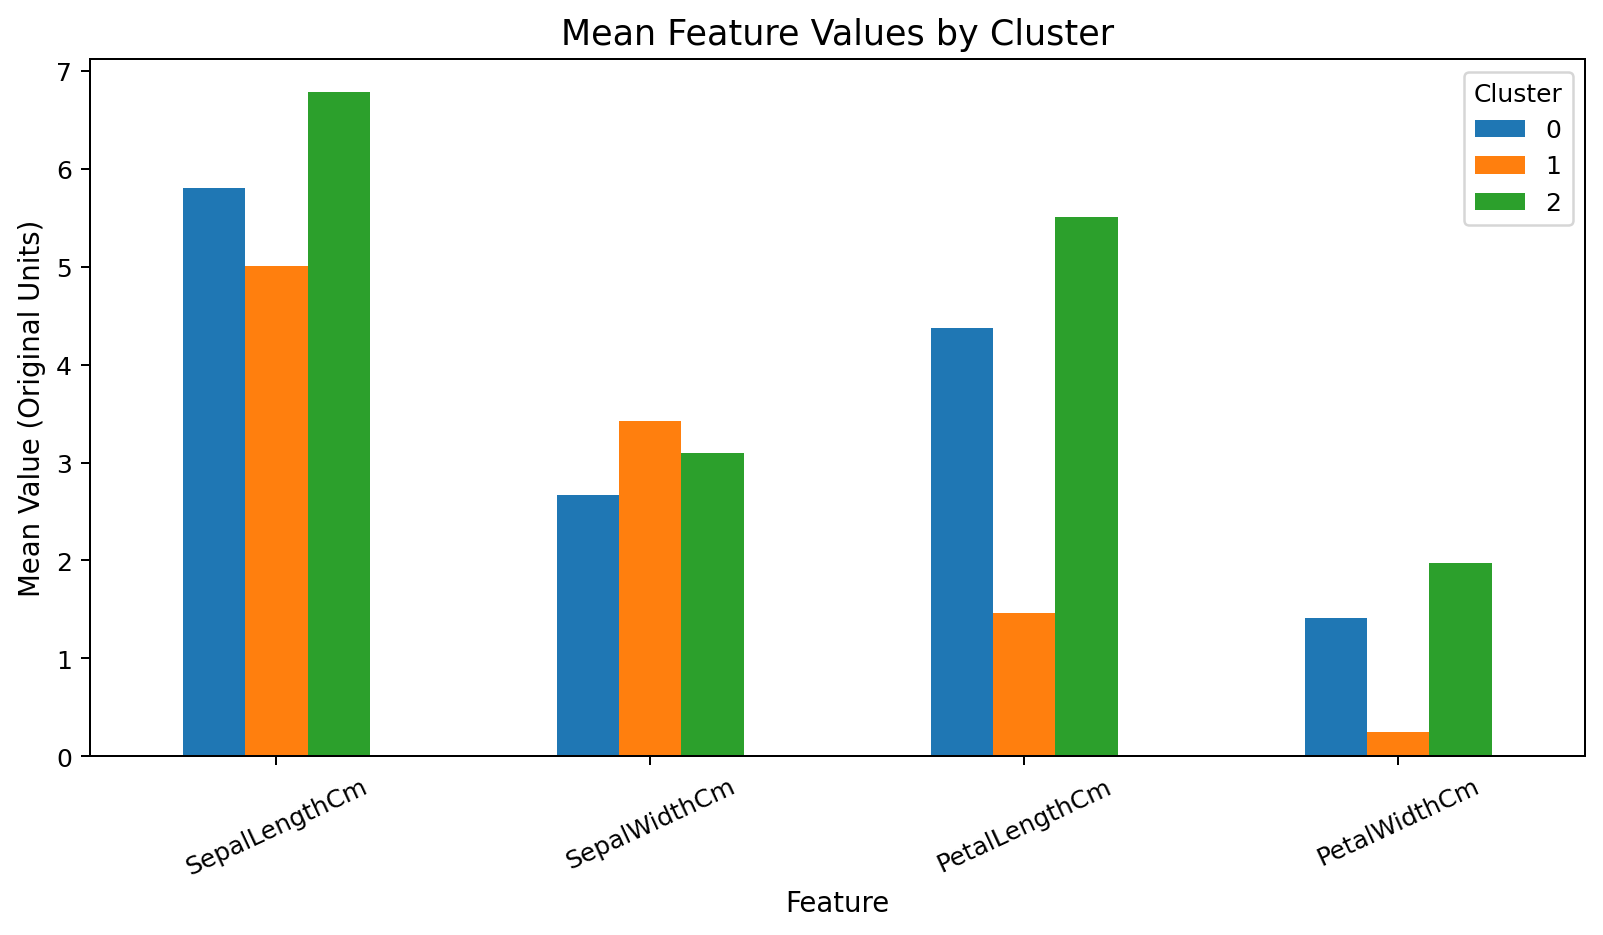 Mean Feature Values by Cluster
Mean Value (Original Units)
7
6
5
4
3
2
1
0
Cluster
0
1
2
SepalLengthCm
SepalWidthCm
PetalLengthCm
PetalWidthCm
Feature